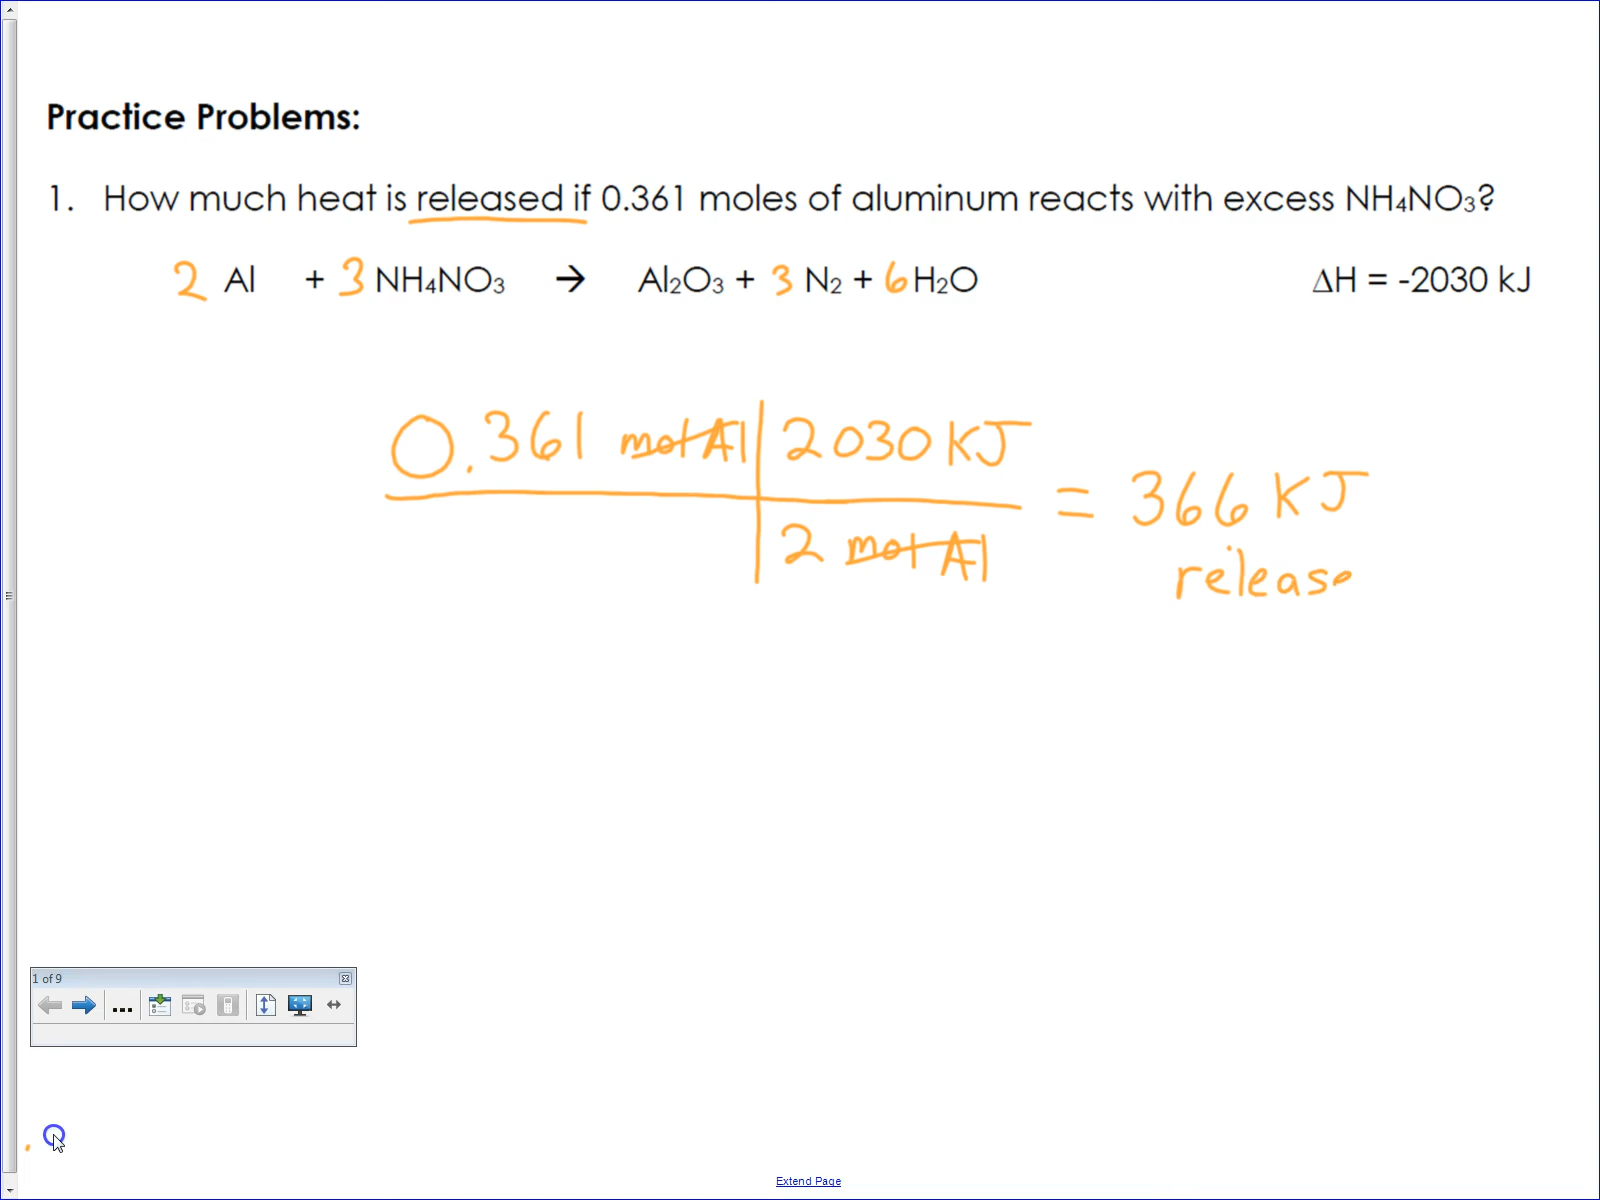 Practice Problems:
1. How much heat is released if 0.361 moles of aluminum reacts with excess NH₄NO₃?
2 Al + 3 NH₄NO₃ → Al₂O₃ + 3 N₂ + 6 H₂O ΔH = -2030 kJ
0.361 mol Al | 2030 KJ
= 366 KJ
2 mol Al
release
1 of 9
...
Extend Page